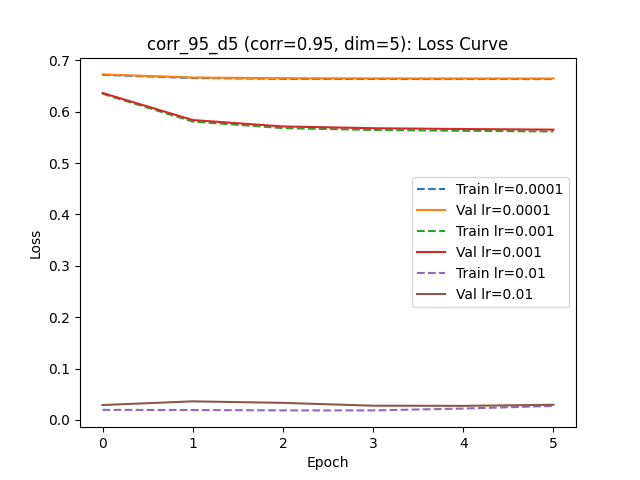 corr_95_d5 (corr=0.95, dim=5): Loss Curve
0.7
0.6
0.5
0.4
0.3
0.2
0.1
0.0
Loss
Train lr=0.0001
Val lr=0.0001
Train lr=0.001
Val lr=0.001
Train lr=0.01
Val lr=0.01
0 1 2 3 4 5
Epoch